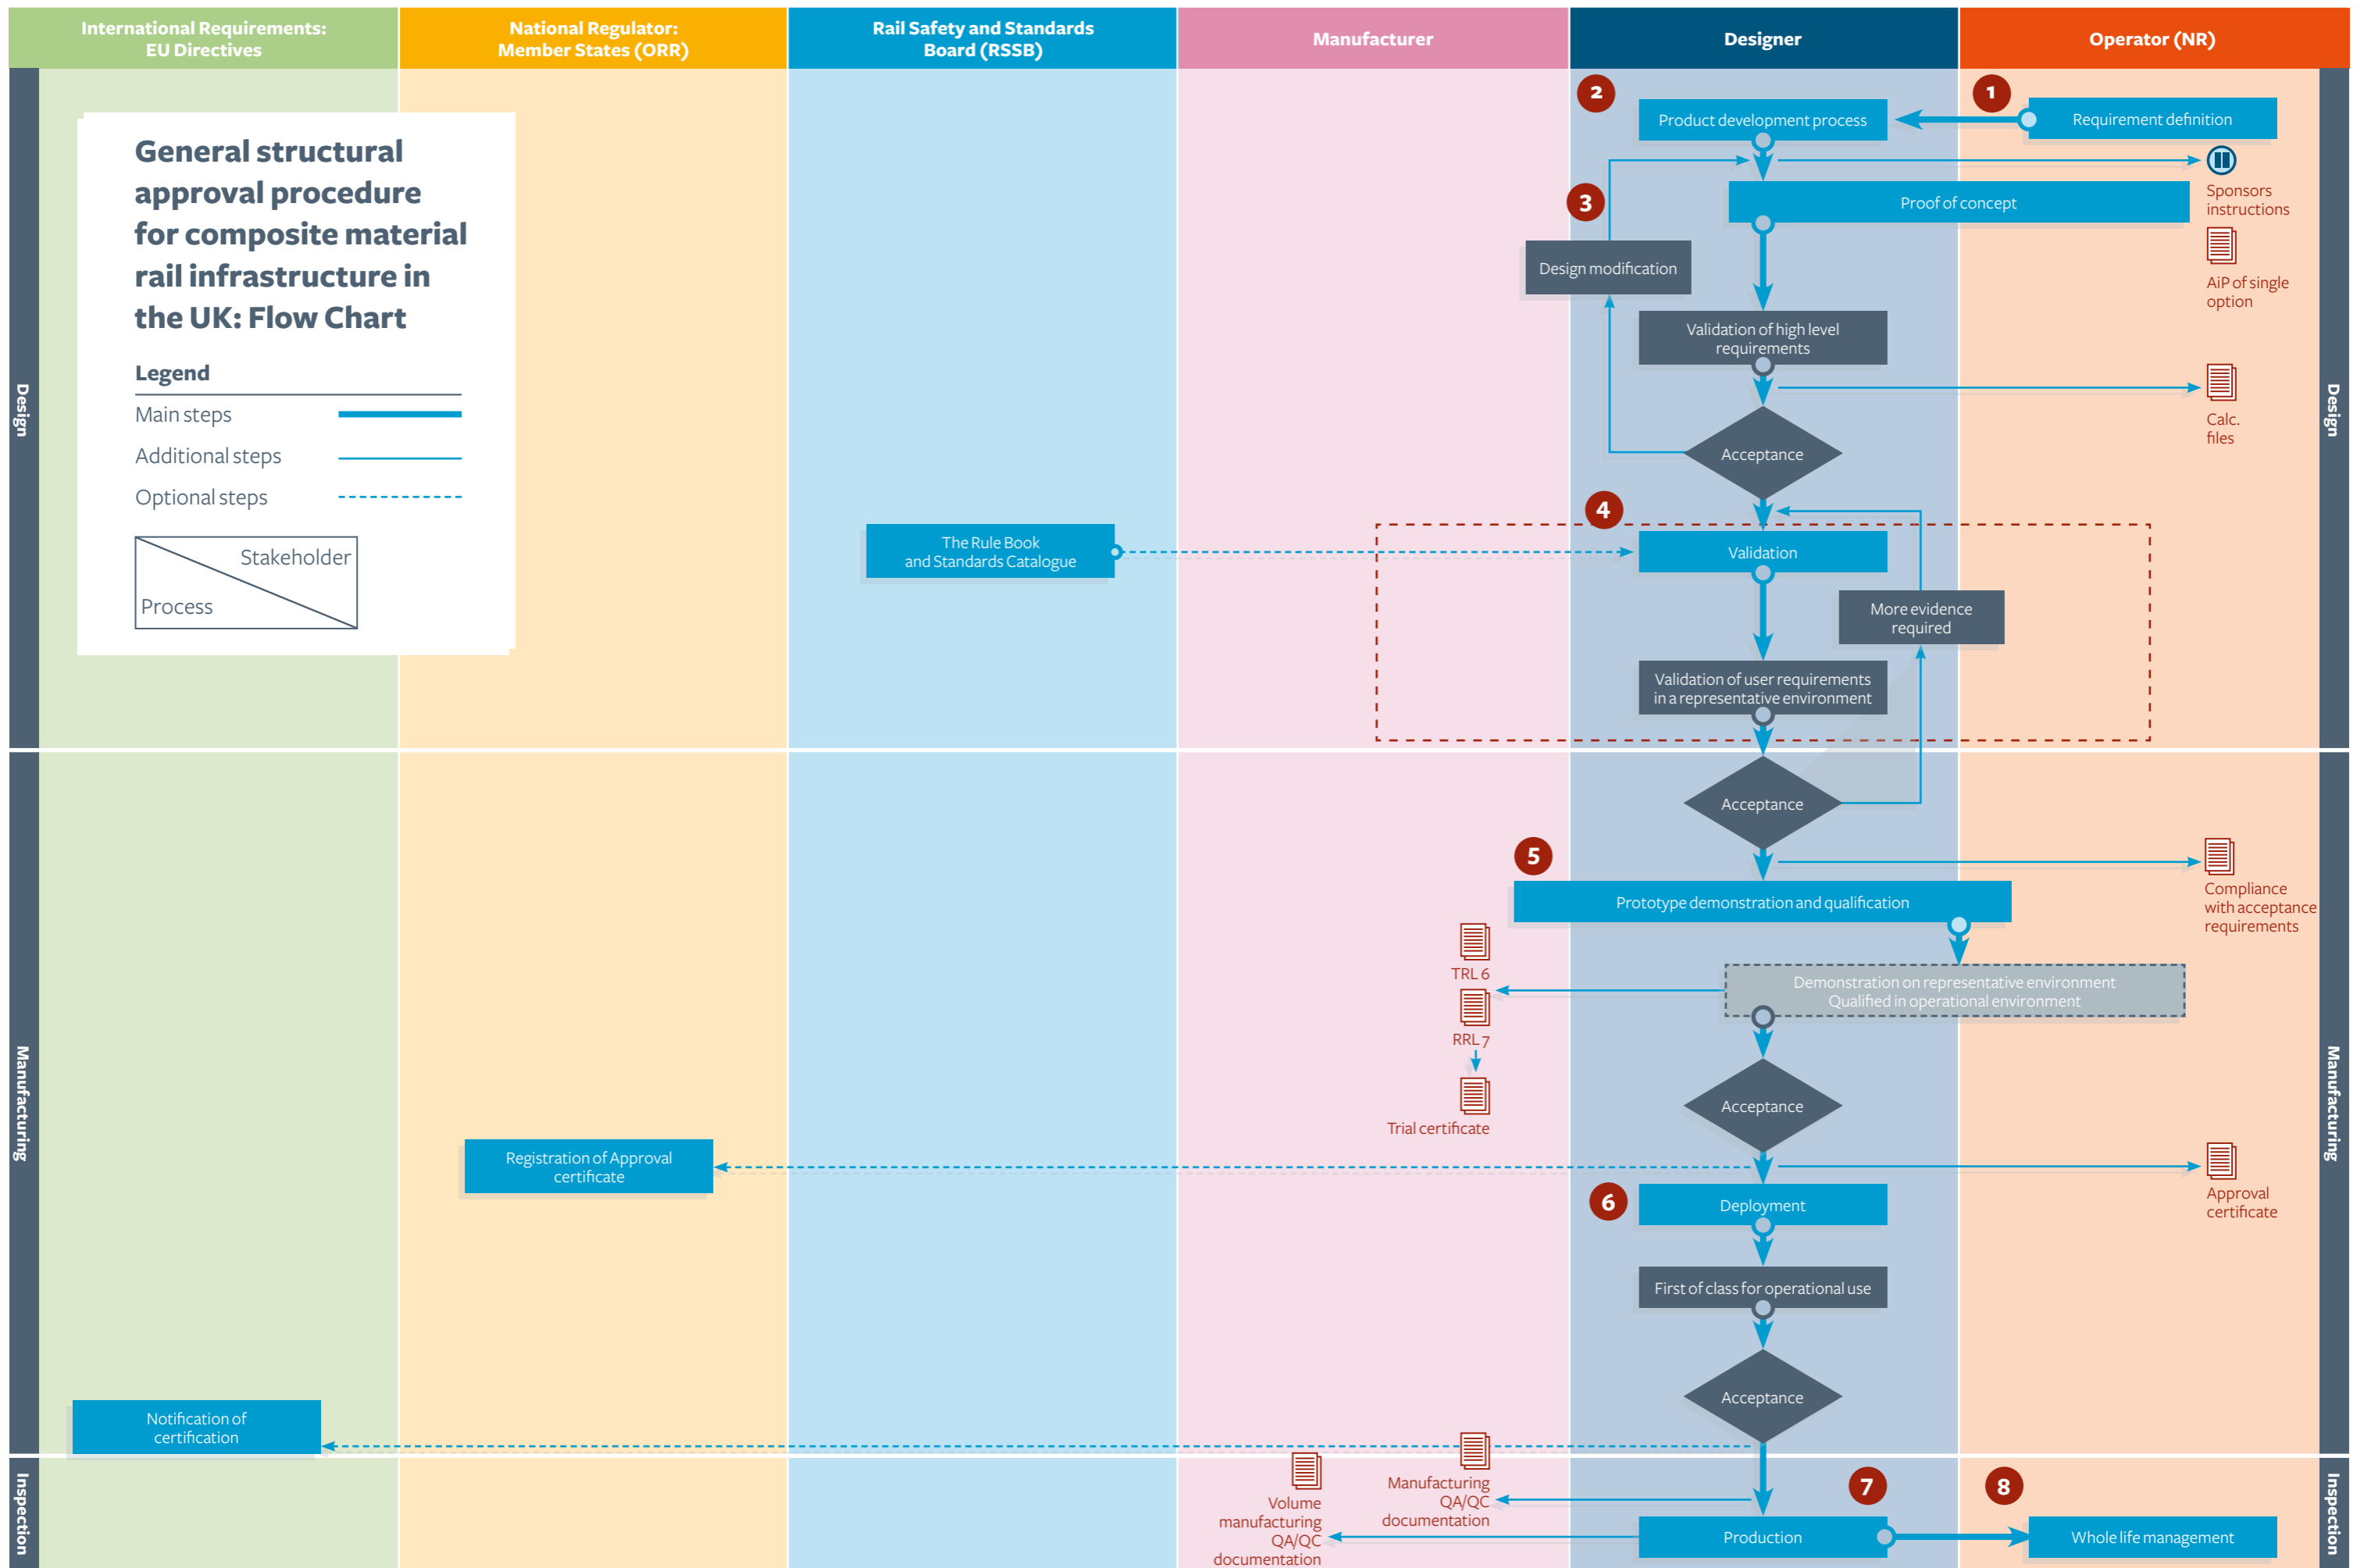 International Requirements:
EU Directives
National Regulator:
Member States (ORR)
Rail Safety and Standards
Board (RSSB)
Manufacturer
Designer
Operator (NR)
General structural
approval procedure
for composite material
rail infrastructure in
the UK: Flow Chart
Legend
Main steps
Additional steps
Optional steps
Stakeholder
Process
Design
Design
1
Requirement definition
2
Product development process
Sponsors
instructions
3
Proof of concept
AiP of single
option
Design modification
Validation of high level
requirements
Calc.
files
Acceptance
4
The Rule Book
and Standards Catalogue
Validation
More evidence
required
Validation of user requirements
in a representative environment
Manufacturing
Manufacturing
Acceptance
5
Compliance
with acceptance
requirements
Prototype demonstration and qualification
TRL 6
Demonstration on representative environment
Qualified in operational environment
RRL 7
Trial certificate
Acceptance
Registration of Approval
certificate
Approval
certificate
6
Deployment
First of class for operational use
Acceptance
Notification of
certification
Inspection
Inspection
Manufacturing
QA/QC
documentation
Volume
manufacturing
QA/QC
documentation
7
Production
8
Whole life management